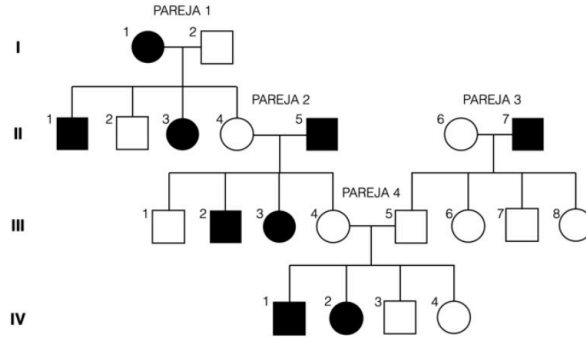 PAREJA 1
I
1 2
PAREJA 2 PAREJA 3
II
1 2 3 4 5 6 7
PAREJA 4
III
1 2 3 4 5 6 7 8
IV
1 2 3 4